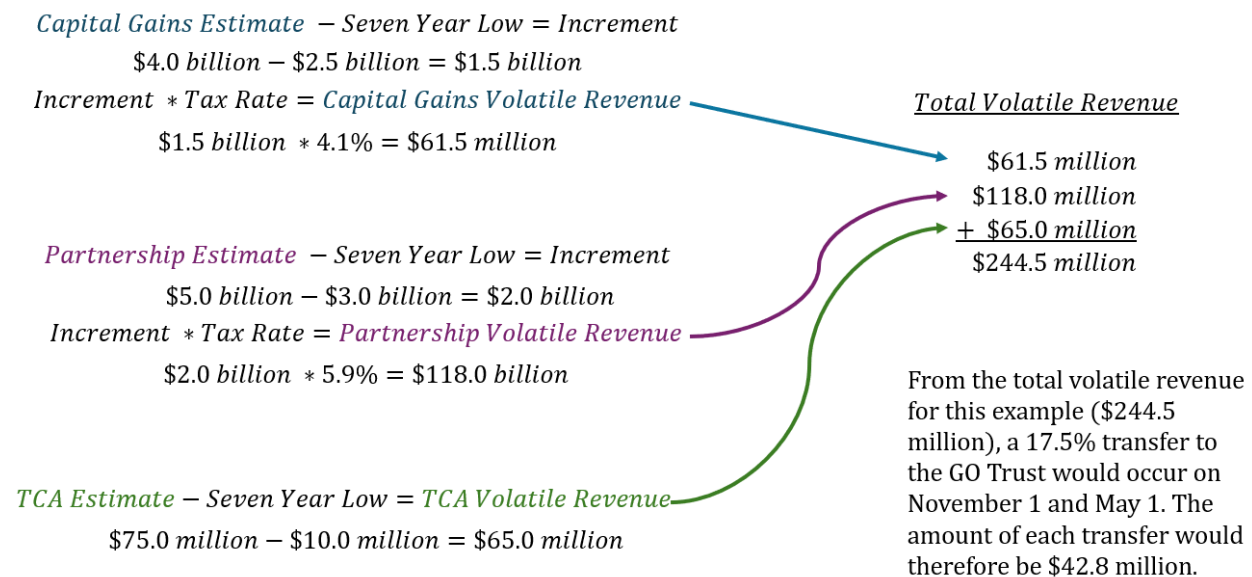 Capital Gains Estimate − Seven Year Low = Increment
$4.0 billion − $2.5 billion = $1.5 billion
Increment ∗ Tax Rate = Capital Gains Volatile Revenue
$1.5 billion ∗ 4.1% = $61.5 million
Partnership Estimate − Seven Year Low = Increment
$5.0 billion − $3.0 billion = $2.0 billion
Increment ∗ Tax Rate = Partnership Volatile Revenue
$2.0 billion ∗ 5.9% = $118.0 billion
TCA Estimate − Seven Year Low = TCA Volatile Revenue
$75.0 million − $10.0 million = $65.0 million
Total Volatile Revenue
$61.5 million
$118.0 million
+ $65.0 million
$244.5 million
From the total volatile revenue
for this example ($244.5
million), a 17.5% transfer to
the GO Trust would occur on
November 1 and May 1. The
amount of each transfer would
therefore be $42.8 million.